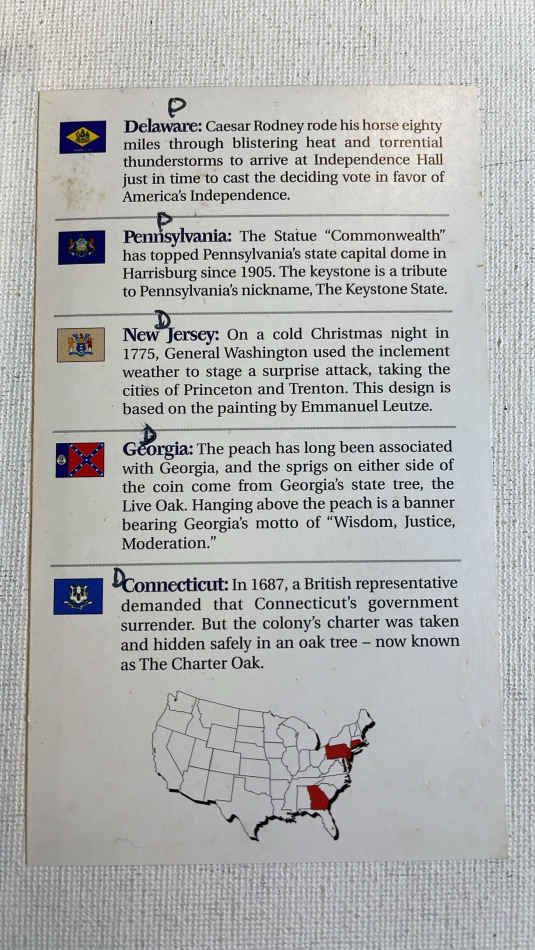 P
Delaware: Caesar Rodney rode his horse eighty
miles through blistering heat and torrential
thunderstorms to arrive at Independence Hall
just in time to cast the deciding vote in favor of
America's Independence.
P
Pennsylvania: The Statue "Commonwealth"
has topped Pennsylvania's state capital dome in
Harrisburg since 1905. The keystone is a tribute
to Pennsylvania's nickname, The Keystone State.
D
New Jersey: On a cold Christmas night in
1775, General Washington used the inclement
weather to stage a surprise attack, taking the
cities of Princeton and Trenton. This design is
based on the painting by Emmanuel Leutze.
D
Georgia: The peach has long been associated
with Georgia, and the sprigs on either side of
the coin come from Georgia's state tree, the
Live Oak. Hanging above the peach is a banner
bearing Georgia's motto of "Wisdom, Justice,
Moderation."
D
Connecticut: In 1687, a British representative
demanded that Connecticut's government
surrender. But the colony's charter was taken
and hidden safely in an oak tree – now known
as The Charter Oak.